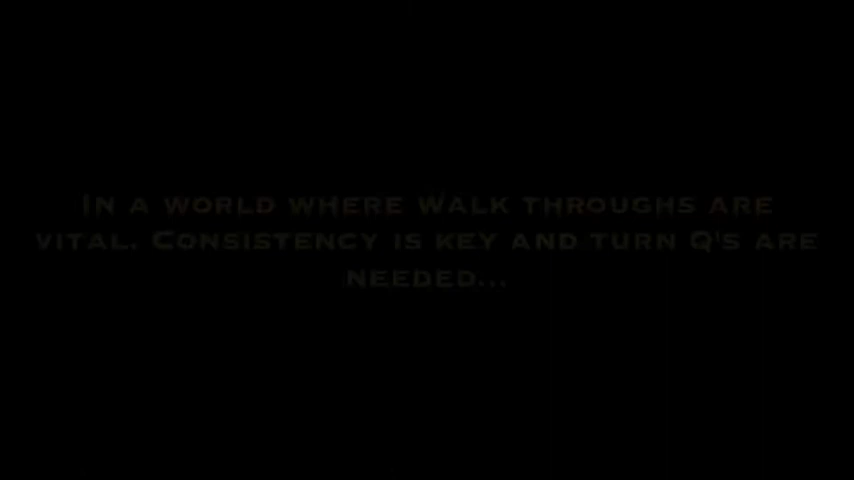 In a world where walk throughs are
vital. Consistency is key and turn Q's are
needed...